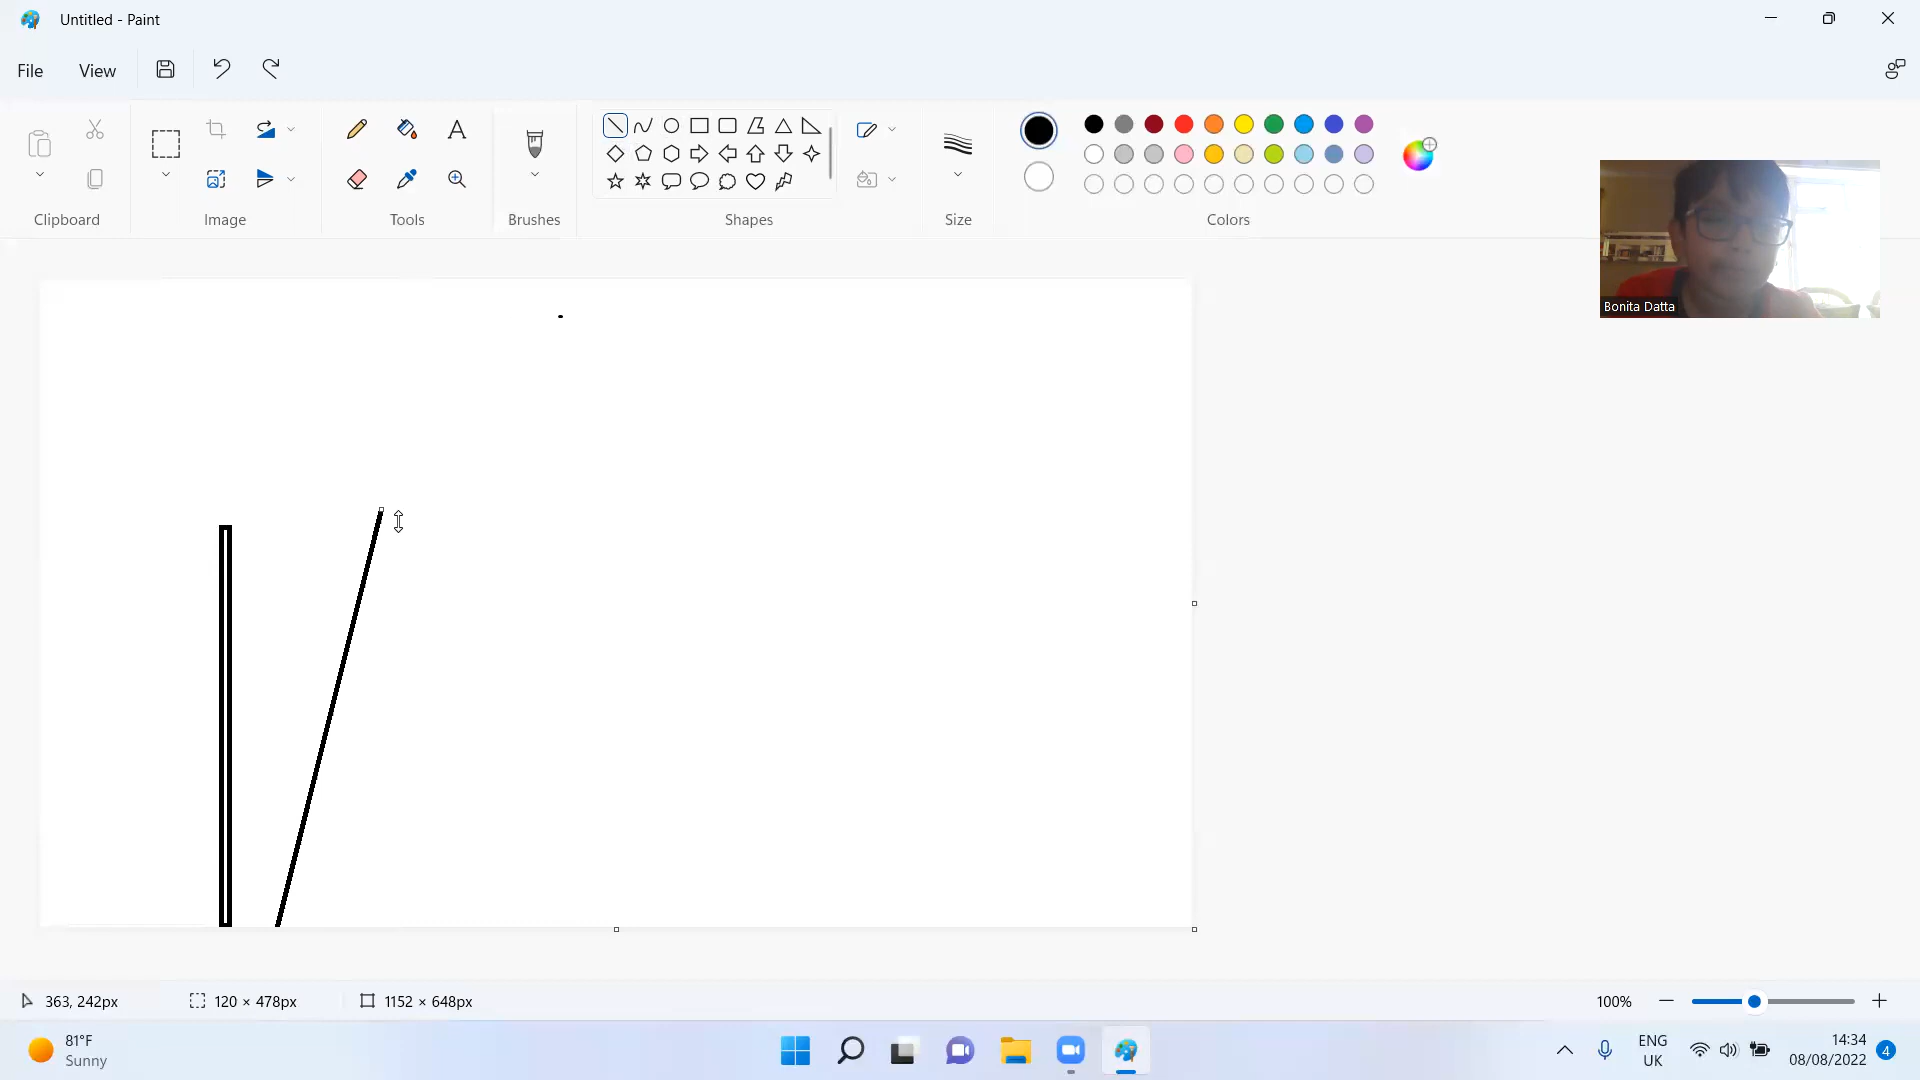 Untitled - Paint
File View
Clipboard Image Tools Brushes Shapes Size Colors
Bonita Datta
363, 242px 120 × 478px 1152 × 648px 100%
81°F
Sunny
ENG
UK
14:34
08/08/2022
4